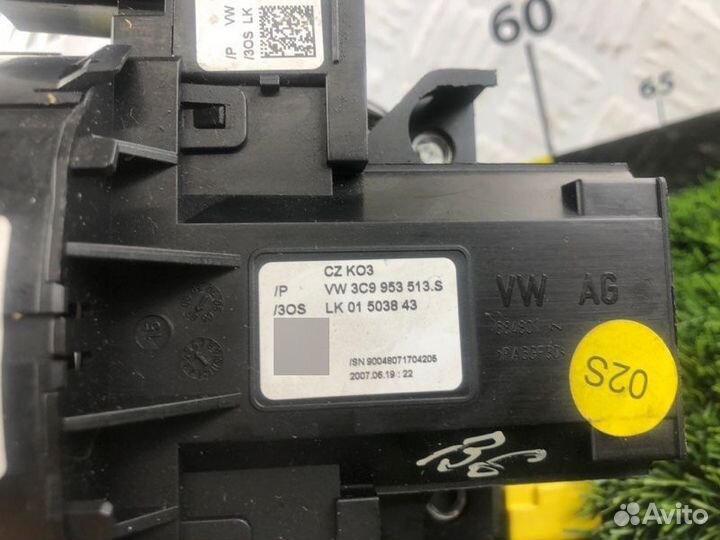 /P VW
/3OS LK
60
65
CZ KO3
/P VW 3C9 953 513.S
/3OS LK 01 5038 43
/SN 90048071704205
2007.06.19 : 22
VW AG
02S
Avito